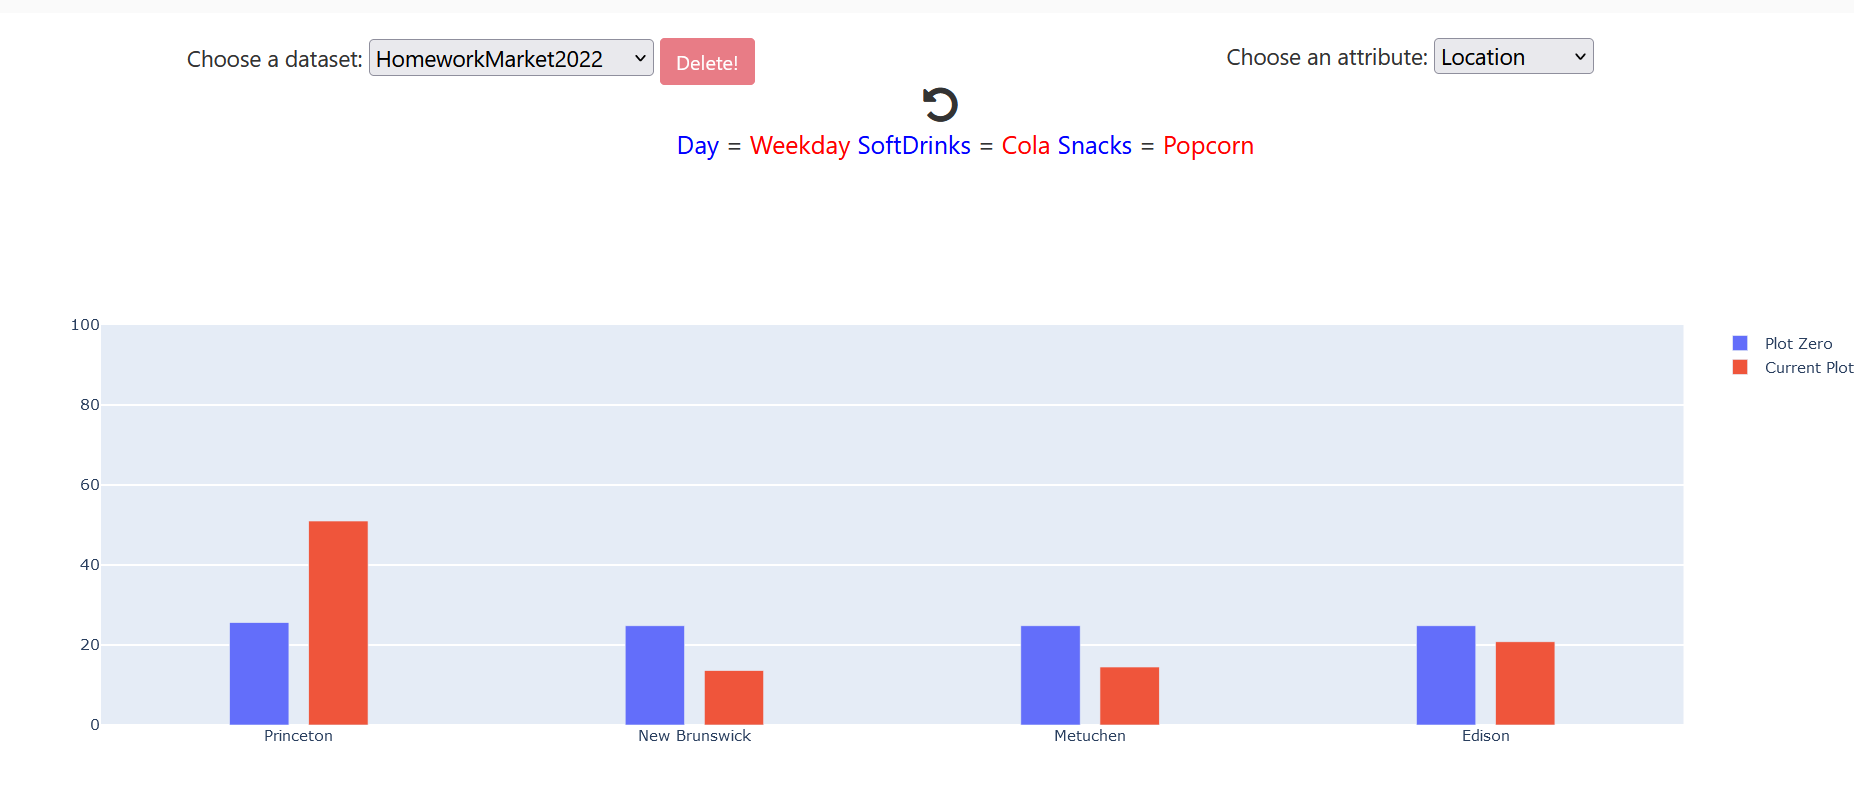 Choose a dataset: HomeworkMarket2022 Delete! Choose an attribute: Location
Day = Weekday SoftDrinks = Cola Snacks = Popcorn
100
80
60
40
20
0
Princeton New Brunswick Metuchen Edison
Plot Zero
Current Plot